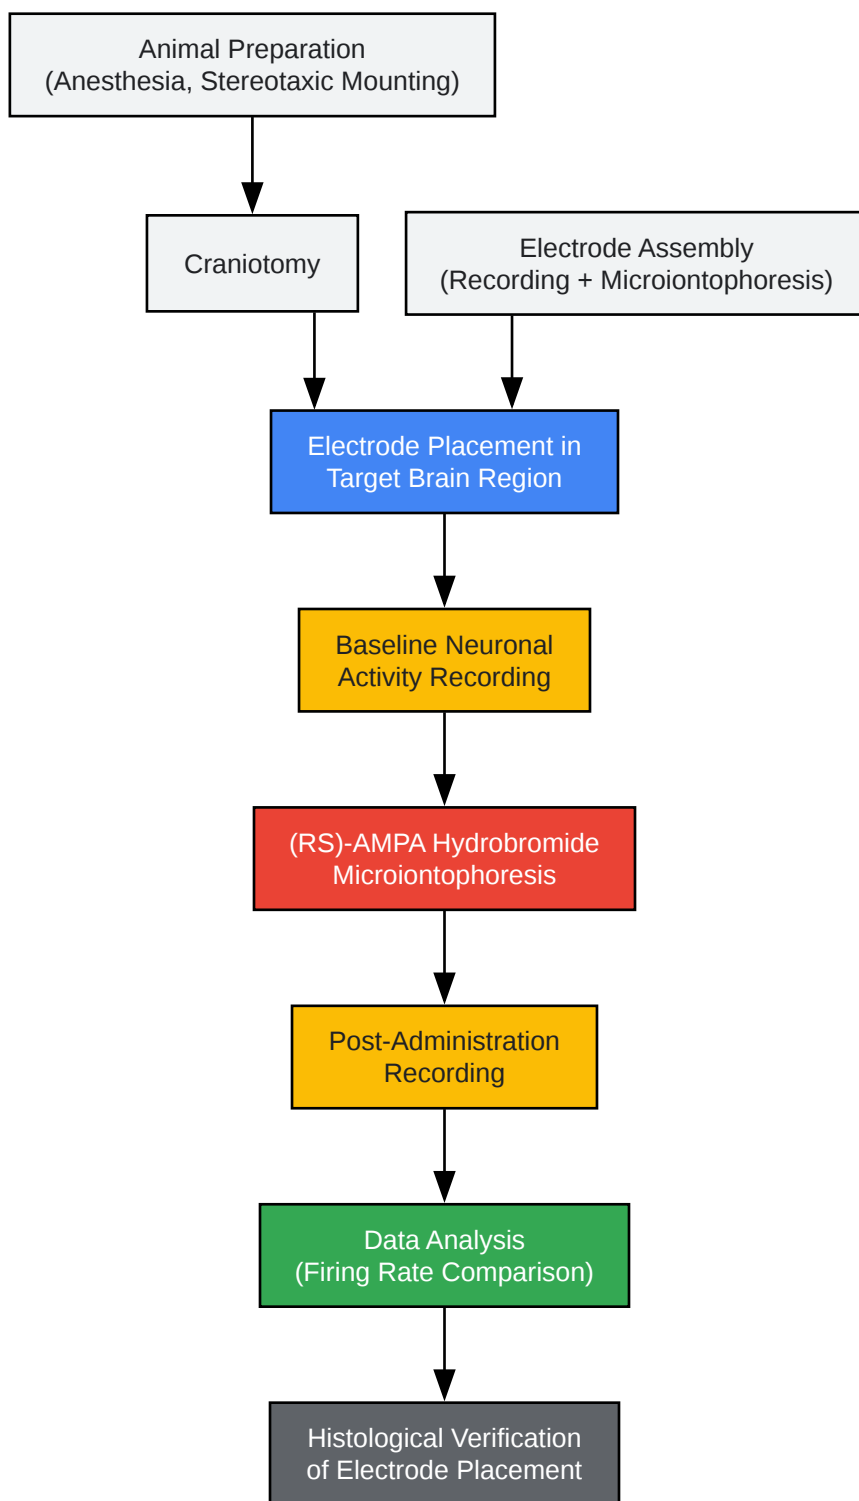 Animal Preparation
(Anesthesia, Stereotaxic Mounting)
Craniotomy
Electrode Assembly
(Recording + Microiontophoresis)
Electrode Placement in
Target Brain Region
Baseline Neuronal
Activity Recording
(RS)-AMPA Hydrobromide
Microiontophoresis
Post-Administration
Recording
Data Analysis
(Firing Rate Comparison)
Histological Verification
of Electrode Placement